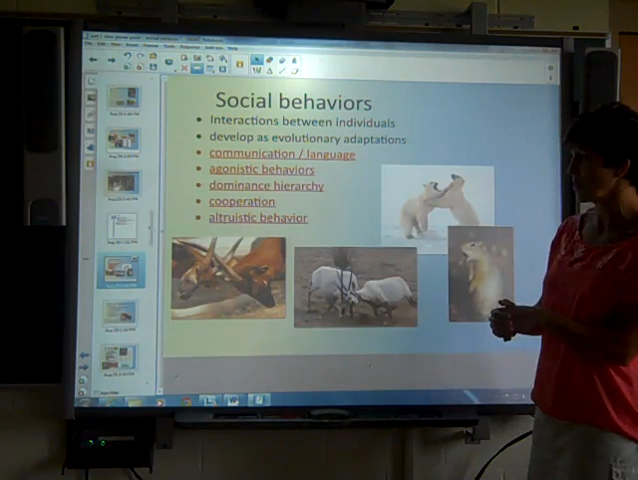 Social behaviors
Interactions between individuals
develop as evolutionary adaptations
communication / language
agonistic behaviors
dominance hierarchy
cooperation
altruistic behavior